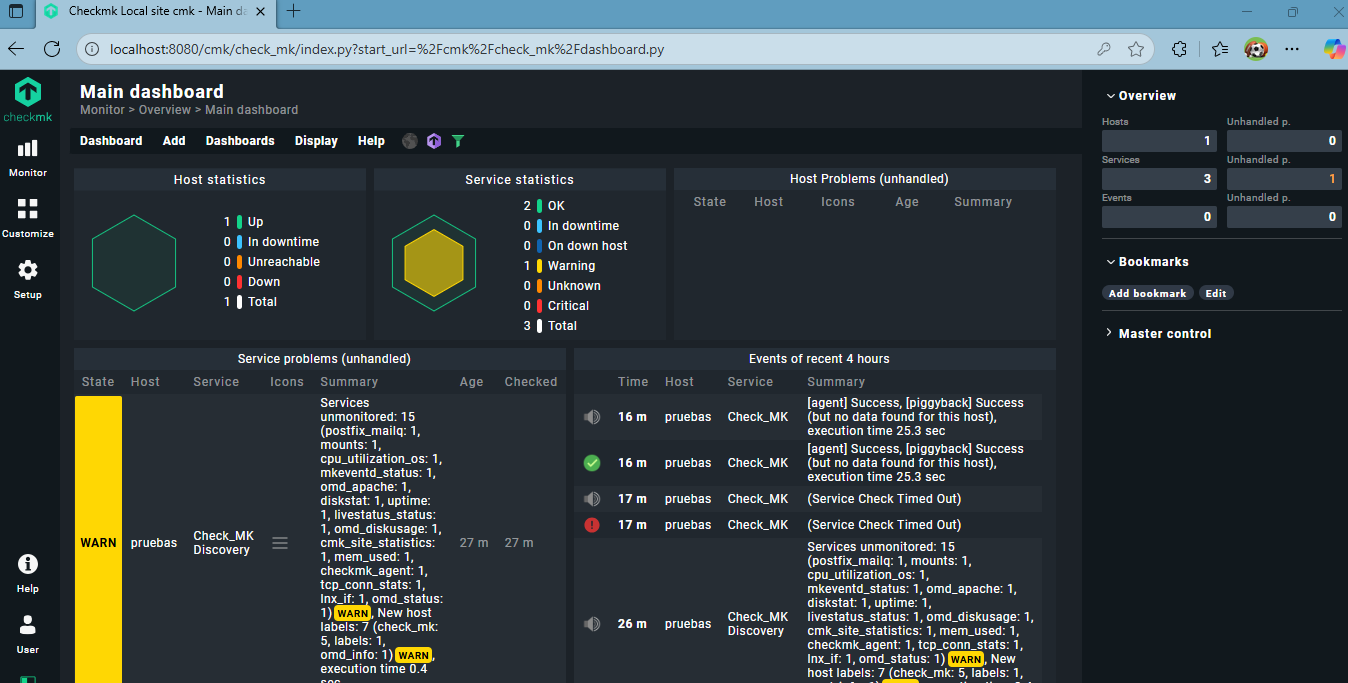 Checkmk Local site cmk - Main da
localhost:8080/cmk/check_mk/index.py?start_url=%2Fcmk%2Fcheck_mk%2Fdashboard.py
checkmk
Monitor
Customize
Setup
Help
User
Main dashboard
Monitor > Overview > Main dashboard
Dashboard Add Dashboards Display Help
Host statistics
1 Up
0 In downtime
0 Unreachable
0 Down
1 Total
Service statistics
2 OK
0 In downtime
0 On down host
1 Warning
0 Unknown
0 Critical
3 Total
Host Problems (unhandled)
State Host Icons Age Summary
Service problems (unhandled)
State Host Service Icons Summary Age Checked
WARN
pruebas
Check_MK
Discovery
Services
unmonitored: 15
(postfix_mailq: 1,
mounts: 1,
cpu_utilization_os: 1,
mkeventd_status: 1,
omd_apache: 1,
diskstat: 1, uptime:
1, livestatus_status:
1, omd_diskusage: 1,
cmk_site_statistics:
1, mem_used: 1,
checkmk_agent: 1,
tcp_conn_stats: 1,
lnx_if: 1, omd_status:
1) WARN, New host
labels: 7 (check_mk:
5, labels: 1,
omd_info: 1) WARN,
execution time 0.4
sec
27 m
27 m
Events of recent 4 hours
Time Host Service Summary
16 m pruebas Check_MK
[agent] Success, [piggyback] Success
(but no data found for this host),
execution time 25.3 sec
16 m pruebas Check_MK
[agent] Success, [piggyback] Success
(but no data found for this host),
execution time 25.3 sec
17 m pruebas Check_MK (Service Check Timed Out)
17 m pruebas Check_MK (Service Check Timed Out)
26 m pruebas
Check_MK
Discovery
Services unmonitored: 15
(postfix_mailq: 1, mounts: 1,
cpu_utilization_os: 1,
mkeventd_status: 1, omd_apache: 1,
diskstat: 1, uptime: 1,
livestatus_status: 1, omd_diskusage: 1,
cmk_site_statistics: 1, mem_used: 1,
checkmk_agent: 1, tcp_conn_stats: 1,
lnx_if: 1, omd_status: 1) WARN, New
host labels: 7 (check_mk: 5, labels: 1,
Overview
Hosts Unhandled p.
1 0
Services Unhandled p.
3 1
Events Unhandled p.
0 0
Bookmarks
Add bookmark Edit
Master control